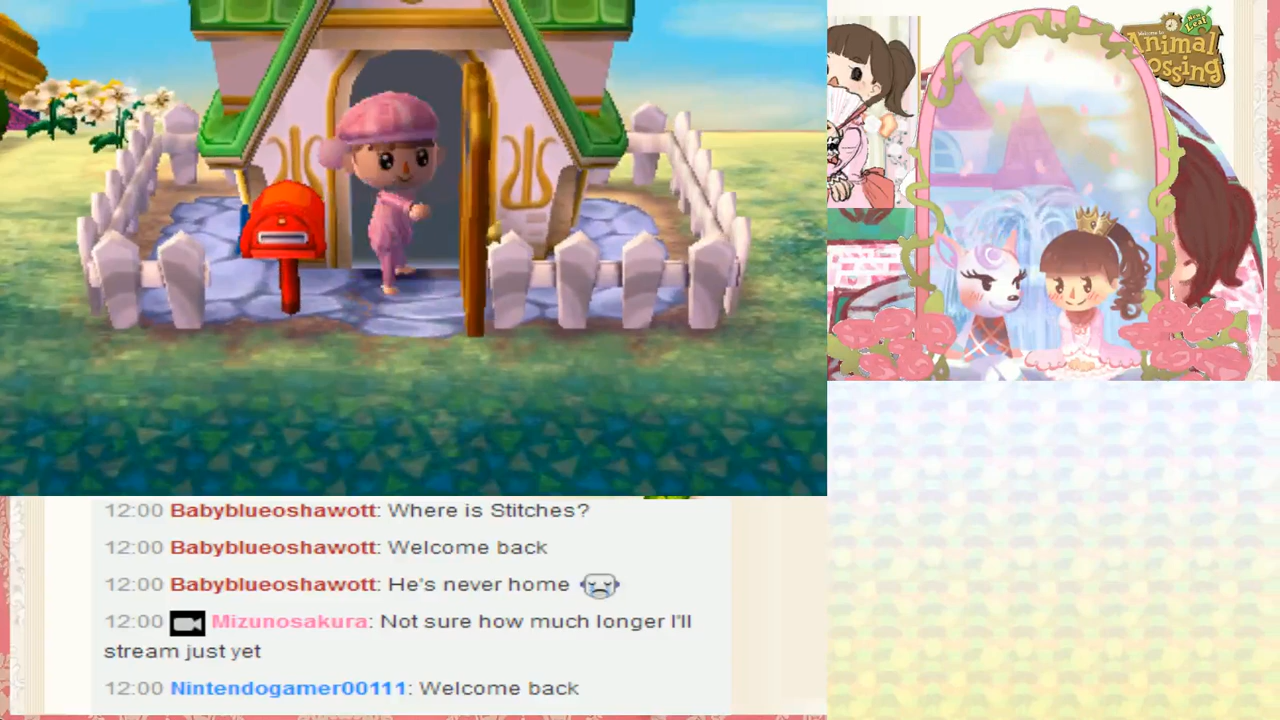 Welcome to
New Leaf
Animal
ossing
12:00 Babyblueoshawott: Where is Stitches?
12:00 Babyblueoshawott: Welcome back
12:00 Babyblueoshawott: He's never home
12:00 Mizunosakura: Not sure how much longer I'll
stream just yet
12:00 Nintendogamer00111: Welcome back